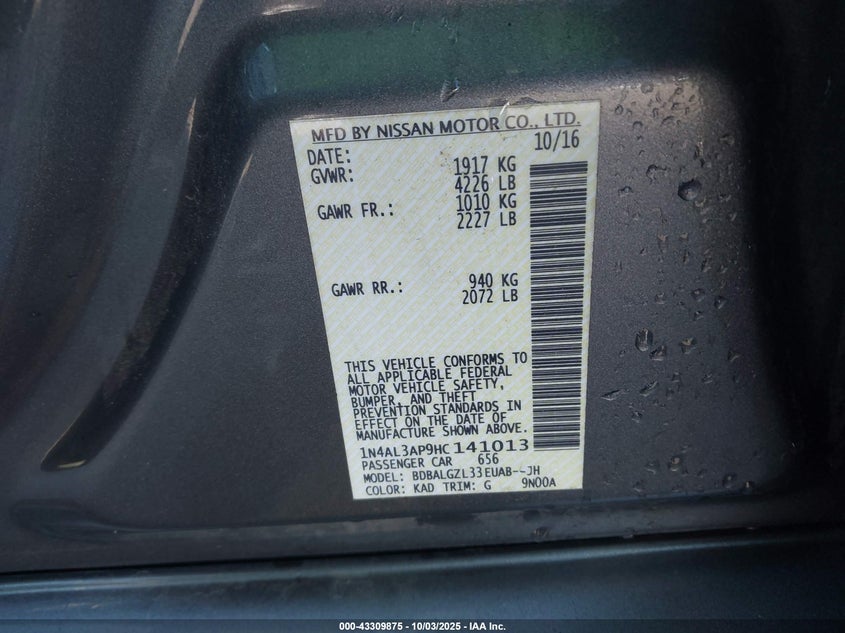 MFD BY NISSAN MOTOR CO., LTD.
DATE: 10/16
GVWR: 1917 KG
4226 LB
GAWR FR.: 1010 KG
2227 LB
GAWR RR.: 940 KG
2072 LB
THIS VEHICLE CONFORMS TO
ALL APPLICABLE FEDERAL
MOTOR VEHICLE SAFETY,
BUMPER, AND THEFT
PREVENTION STANDARDS IN
EFFECT ON THE DATE OF
MANUFACTURE SHOWN ABOVE.
1N4AL3AP9HC141013
PASSENGER CAR 656
MODEL: BDBALGZL33EUAB--JH
COLOR: KAD TRIM: G 9N00A
000-43309875 - 10/03/2025 - IAA Inc.